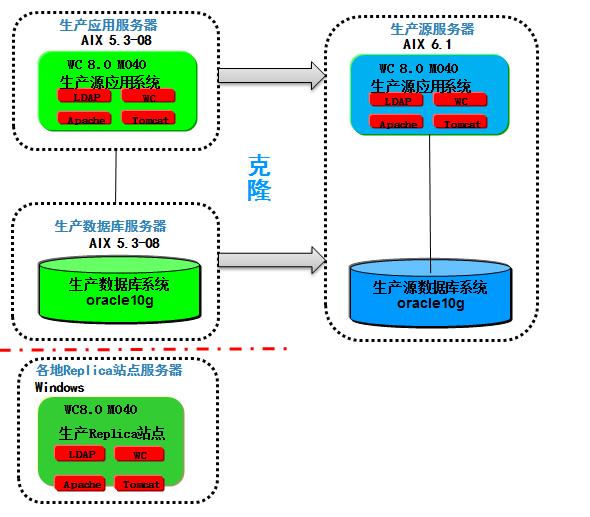 生产应用服务器
AIX 5.3-08
WC 8.0 M040
生产源应用系统
LDAP
WC
Apache
Tomcat
生产数据库服务器
AIX 5.3-08
生产数据库系统
oracle10g
克隆
生产源服务器
AIX 6.1
WC 8.0 M040
生产源应用系统
LDAP
WC
Apache
Tomcat
生产源数据库系统
oracle10g
各地Replica站点服务器
Windows
WC8.0 M040
生产Replica站点
LDAP
WC
Apache
Tomcat